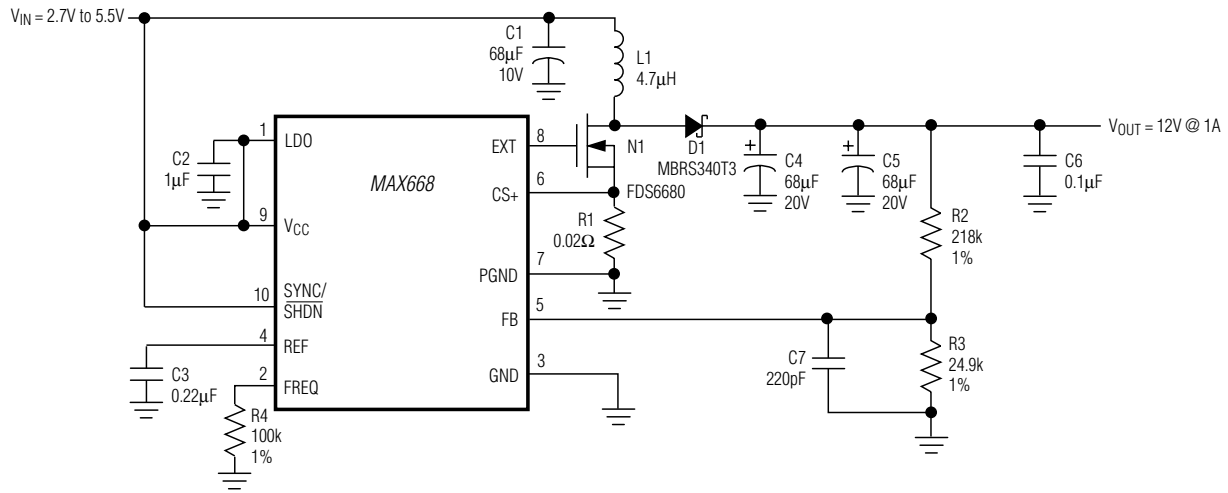 V_IN = 2.7V to 5.5V
C1
68μF
10V
L1
4.7μH
1
LDO
C2
1μF
MAX668
EXT
8
N1
FDS6680
D1
MBRS340T3
+
C4
68μF
20V
+
C5
68μF
20V
C6
0.1μF
V_OUT = 12V @ 1A
CS+
6
R1
0.02Ω
R2
218k
1%
9
V_CC
PGND
7
10
SYNC/
SHDN
FB
5
4
REF
C3
0.22μF
2
FREQ
R4
100k
1%
GND
3
C7
220pF
R3
24.9k
1%